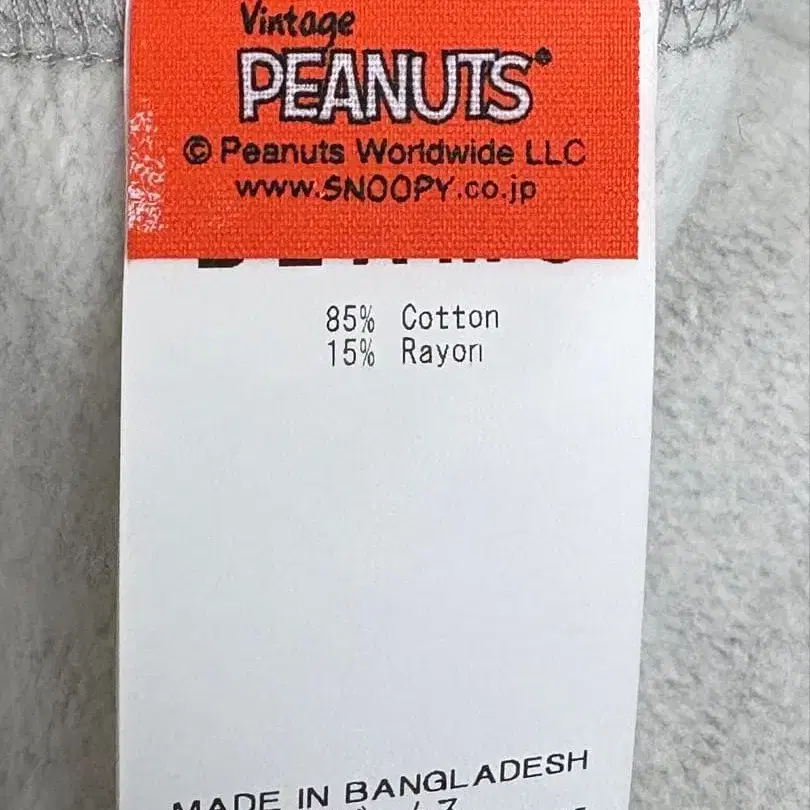 Vintage
PEANUTS
© Peanuts Worldwide LLC
www.SNOOPY.co.jp
85% Cotton
15% Rayon
MADE IN BANGLADESH